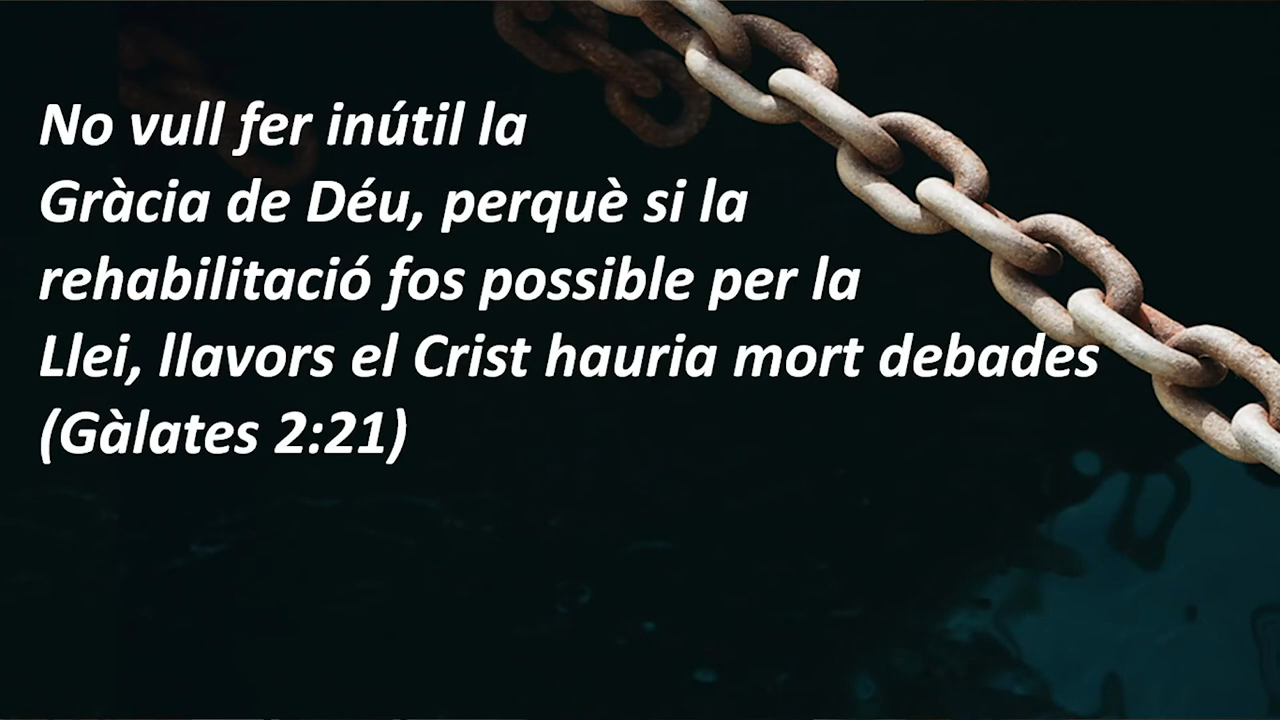 No vull fer inútil la
Gràcia de Déu, perquè si la
rehabilitació fos possible per la
Llei, llavors el Crist hauria mort debades
(Gàlates 2:21)